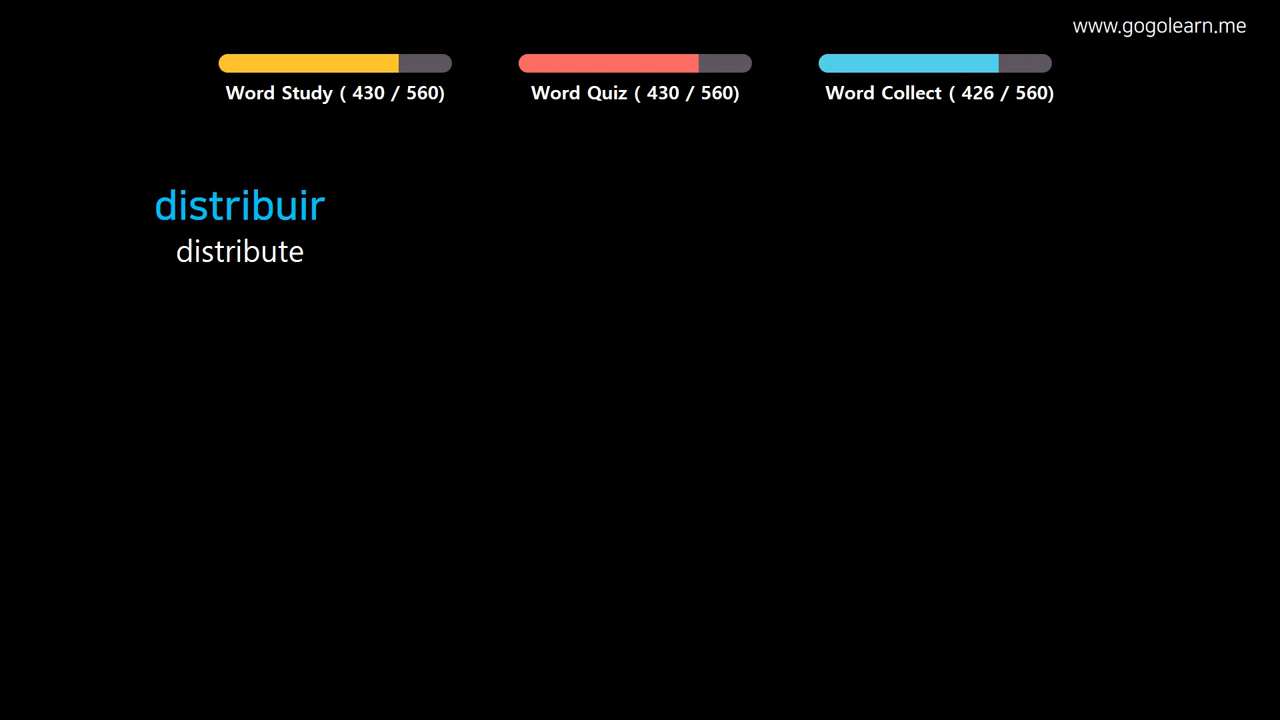 www.gogolearn.me
Word Study ( 430 / 560)
Word Quiz ( 430 / 560)
Word Collect ( 426 / 560)
distribuir
distribute